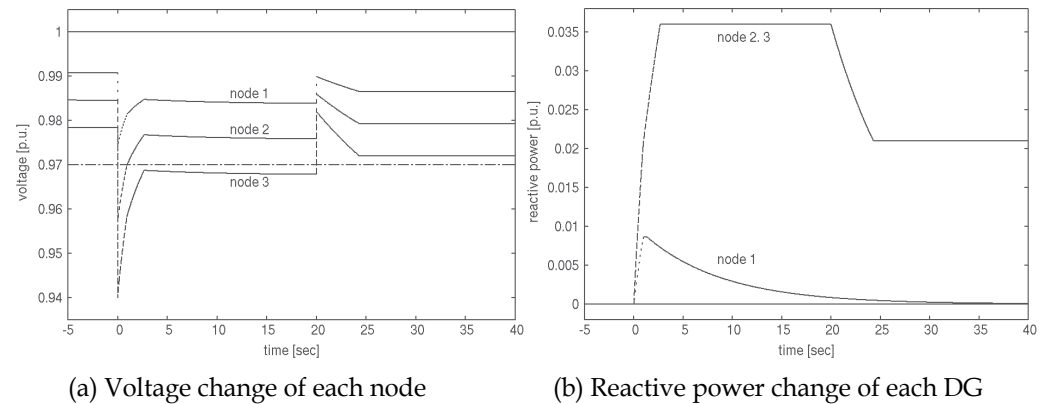 1
0.99
0.98
0.97
0.96
0.95
0.94
voltage [p.u.]
node 1
node 2
node 3
-5 0 5 10 15 20 25 30 35 40
time [sec]
(a) Voltage change of each node
0.035
0.03
0.025
0.02
0.015
0.01
0.005
0
reactive power [p.u.]
node 2. 3
node 1
-5 0 5 10 15 20 25 30 35 40
time [sec]
(b) Reactive power change of each DG